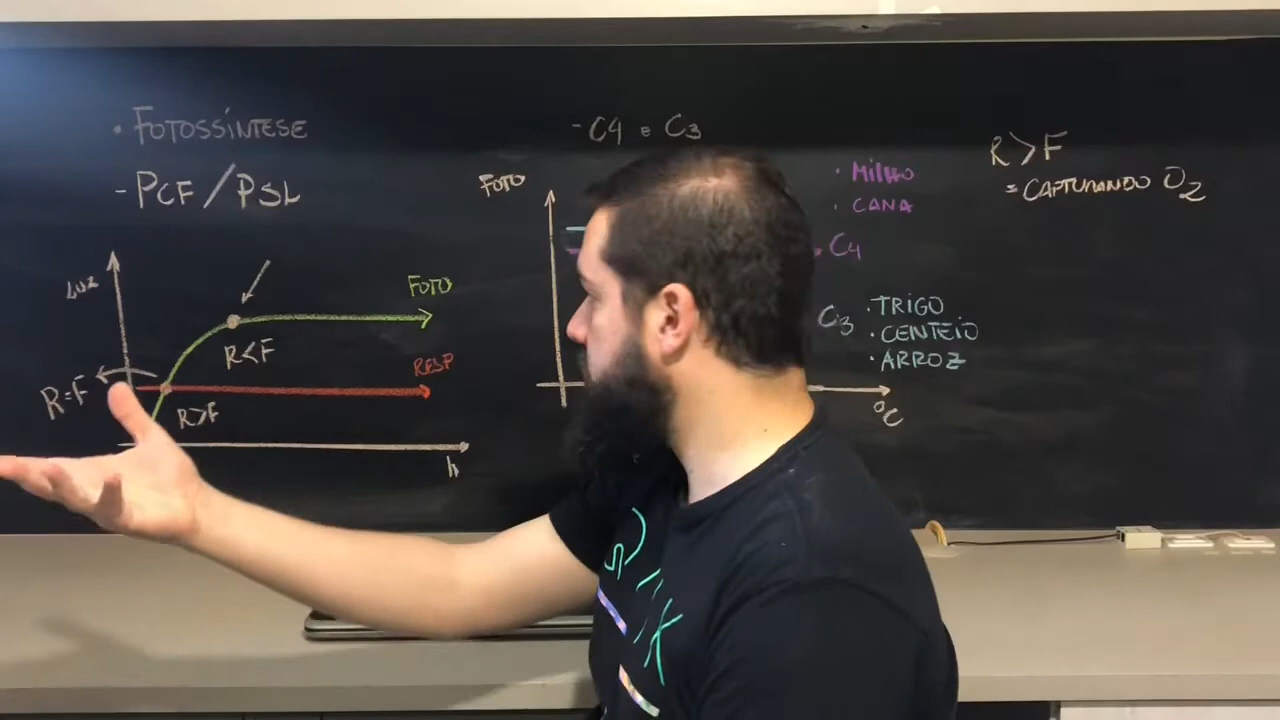 • FOTOSSÍNTESE
- PCF / PSL
LUZ
FOTO
R<F
RESP
R=F
R>F
h
- C4 e C3
FOTO
• MILHO
• CANA
• C4
C3
• TRIGO
• CENTEIO
• ARROZ
°C
R>F
= CAPTURANDO O2